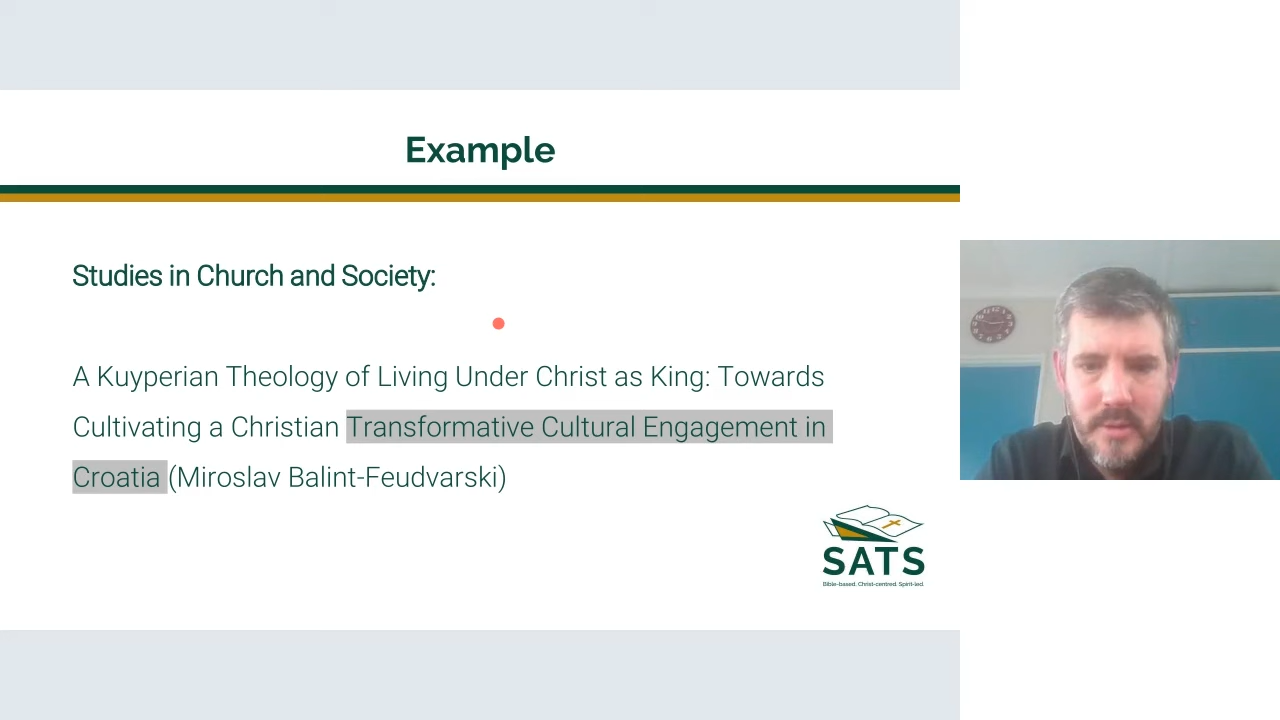 Example
Studies in Church and Society:
A Kuyperian Theology of Living Under Christ as King: Towards
Cultivating a Christian Transformative Cultural Engagement in
Croatia (Miroslav Balint-Feudvarski)
SATS
Bible-based. Christ-centred. Spirit-led.